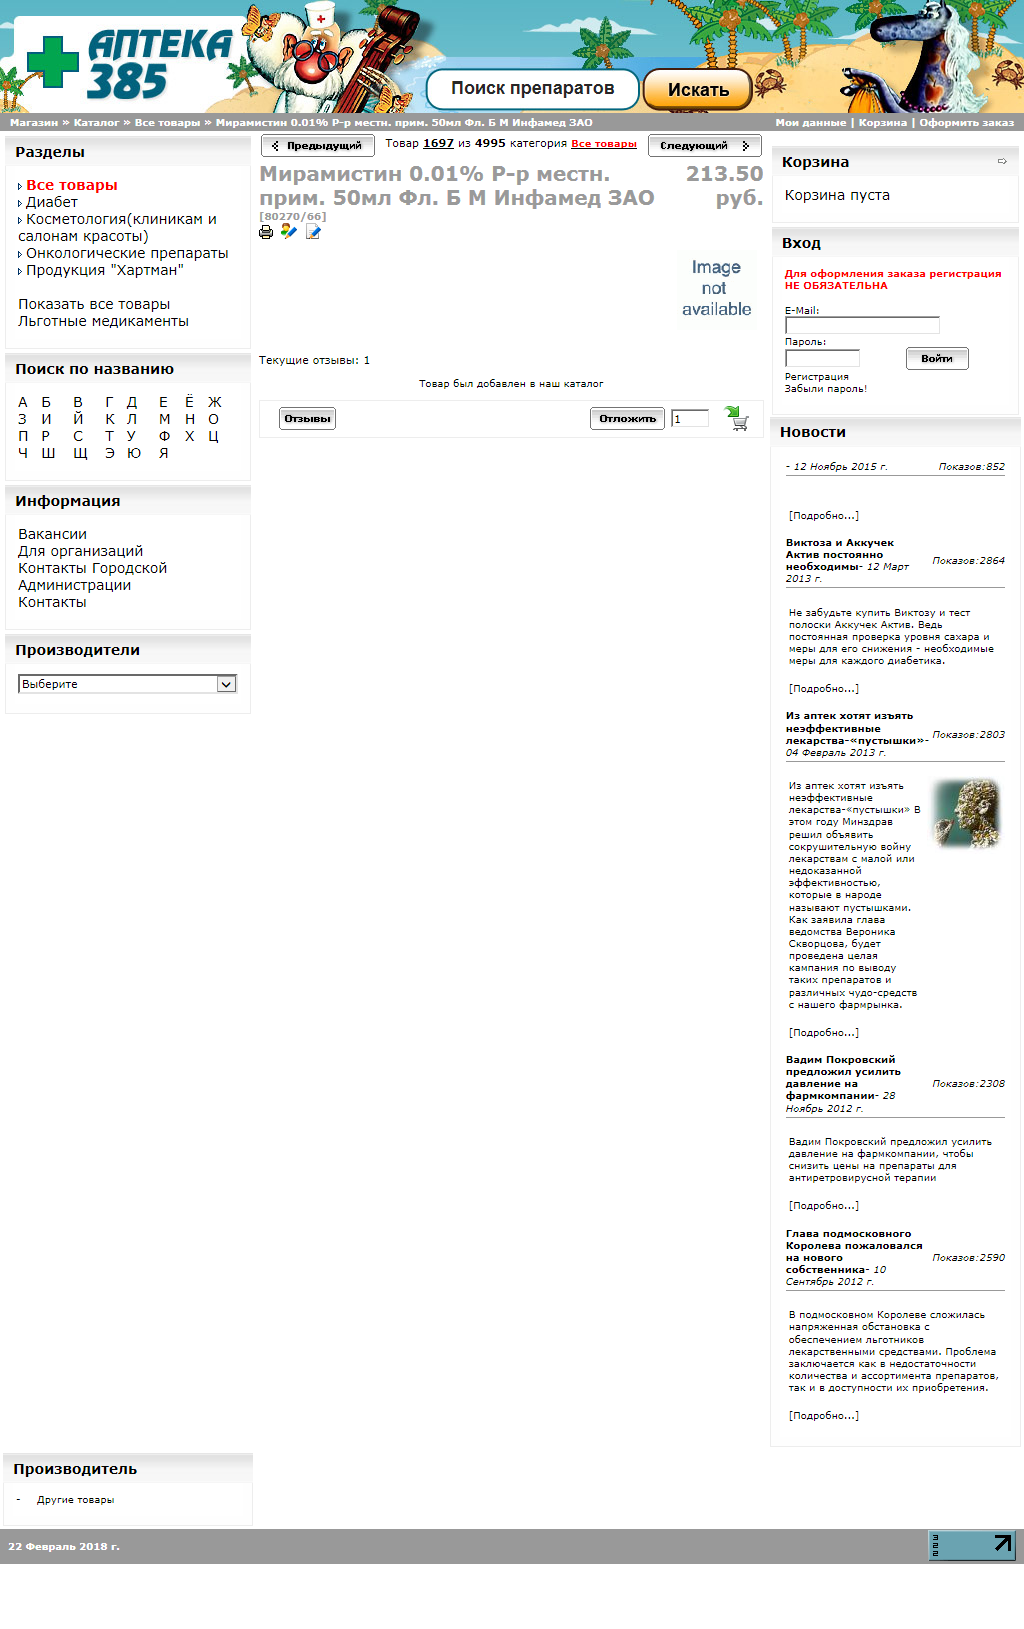 АПТЕКА
385
Поиск препаратов
Искать
Магазин » Каталог » Все товары » Мирамистин 0.01% Р-р местн. прим. 50мл Фл. Б М Инфамед ЗАО
Мои данные | Корзина | Оформить заказ
Разделы
Все товары
Диабет
Косметология(клиникам и
салонам красоты)
Онкологические препараты
Продукция "Хартман"
Показать все товары
Льготные медикаменты
Поиск по названию
А Б В Г Д Е Ё Ж
З И Й К Л М Н О
П Р С Т У Ф Х Ц
Ч Ш Щ Э Ю Я
Информация
Вакансии
Для организаций
Контакты Городской
Администрации
Контакты
Производители
Выберите
Предыдущий
Товар 1697 из 4995 категория Все товары
Следующий
Мирамистин 0.01% Р-р местн.
прим. 50мл Фл. Б М Инфамед ЗАО
213.50
руб.
[80270/66]
Image
not
available
Текущие отзывы: 1
Товар был добавлен в наш каталог
Отзывы
Отложить
1
Корзина
Корзина пуста
Вход
Для оформления заказа регистрация
НЕ ОБЯЗАТЕЛЬНА
E-Mail:
Пароль:
Войти
Регистрация
Забыли пароль!
Новости
- 12 Ноябрь 2015 г.
Показов:852
[Подробно...]
Виктоза и Аккучек
Актив постоянно
необходимы- 12 Март
2013 г.
Показов:2864
Не забудьте купить Виктозу и тест
полоски Аккучек Актив. Ведь
постоянная проверка уровня сахара и
меры для его снижения - необходимые
меры для каждого диабетика.
[Подробно...]
Из аптек хотят изъять
неэффективные
лекарства-«пустышки»-
04 Февраль 2013 г.
Показов:2803
Из аптек хотят изъять
неэффективные
лекарства-«пустышки» В
этом году Минздрав
решил объявить
сокрушительную войну
лекарствам с малой или
недоказанной
эффективностью,
которые в народе
называют пустышками.
Как заявила глава
ведомства Вероника
Скворцова, будет
проведена целая
кампания по выводу
таких препаратов и
различных чудо-средств
с нашего фармрынка.
[Подробно...]
Вадим Покровский
предложил усилить
давление на
фармкомпании- 28
Ноябрь 2012 г.
Показов:2308
Вадим Покровский предложил усилить
давление на фармкомпании, чтобы
снизить цены на препараты для
антиретровирусной терапии
[Подробно...]
Глава подмосковного
Королева пожаловался
на нового
собственника- 10
Сентябрь 2012 г.
Показов:2590
В подмосковном Королеве сложилась
напряженная обстановка с
обеспечением льготников
лекарственными средствами. Проблема
заключается как в недостаточности
количества и ассортимента препаратов,
так и в доступности их приобретения.
[Подробно...]
Производитель
- Другие товары
22 Февраль 2018 г.
3
2
2